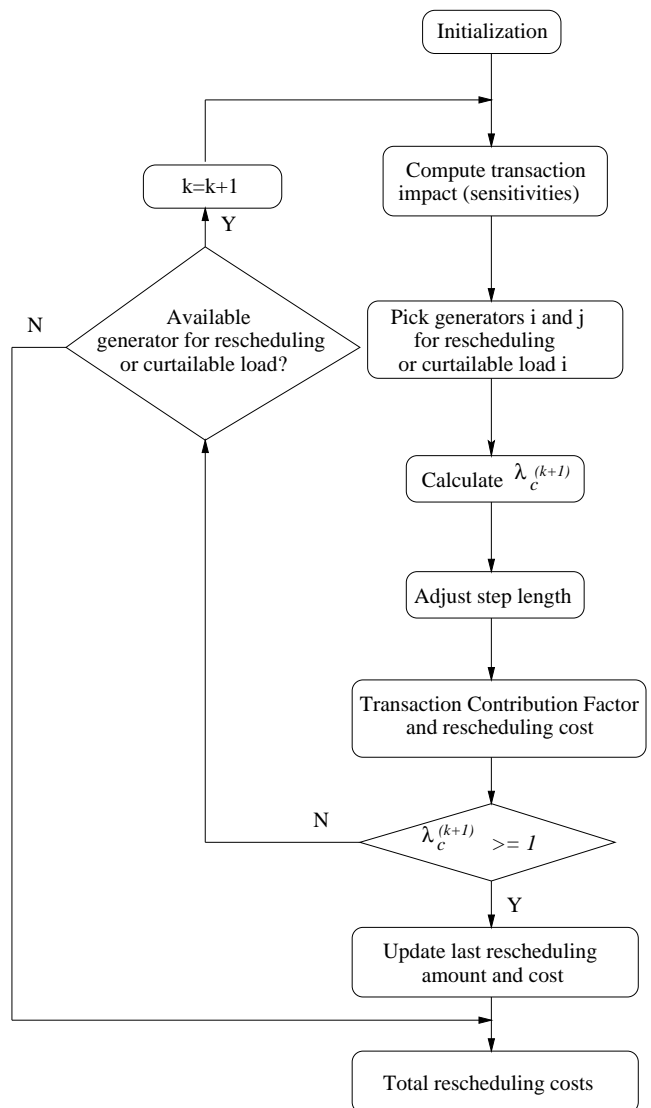 Initialization
Compute transaction
impact (sensitivities)
k=k+1
Y
N
Available
generator for rescheduling
or curtailable load?
Pick generators i and j
for rescheduling
or curtailable load i
Calculate λ_c^(k+1)
Adjust step length
Transaction Contribution Factor
and rescheduling cost
N
λ_c^(k+1) >= 1
Y
Update last rescheduling
amount and cost
Total rescheduling costs